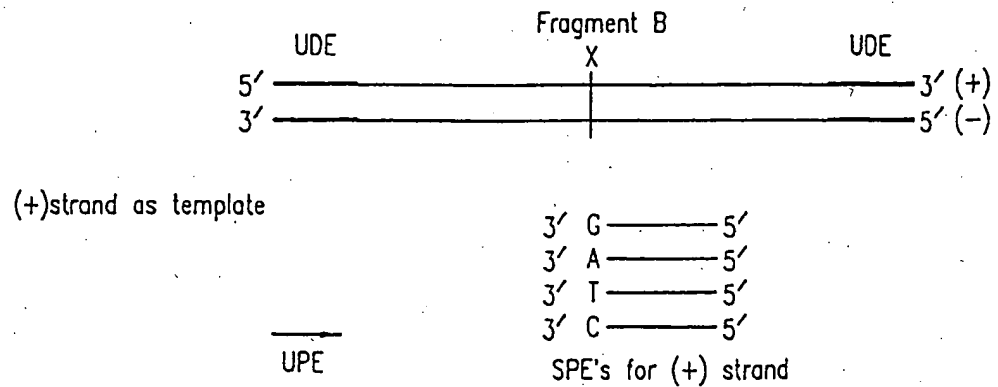 Fragment B
UDE X UDE
5′ 3′ (+)
3′ 5′ (−)
(+)strand as template
3′ G 5′
3′ A 5′
3′ T 5′
3′ C 5′
UPE
SPE's for (+) strand